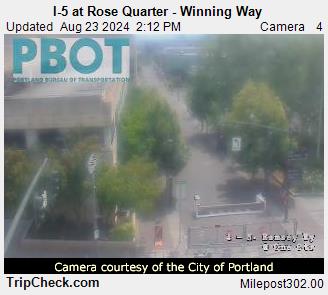 I-5 at Rose Quarter - Winning Way
Updated Aug 23 2024 2:12 PM Camera 4
PBOT
PORTLAND BUREAU OF TRANSPORTATION
Camera courtesy of the City of Portland
TripCheck.com Milepost302.00